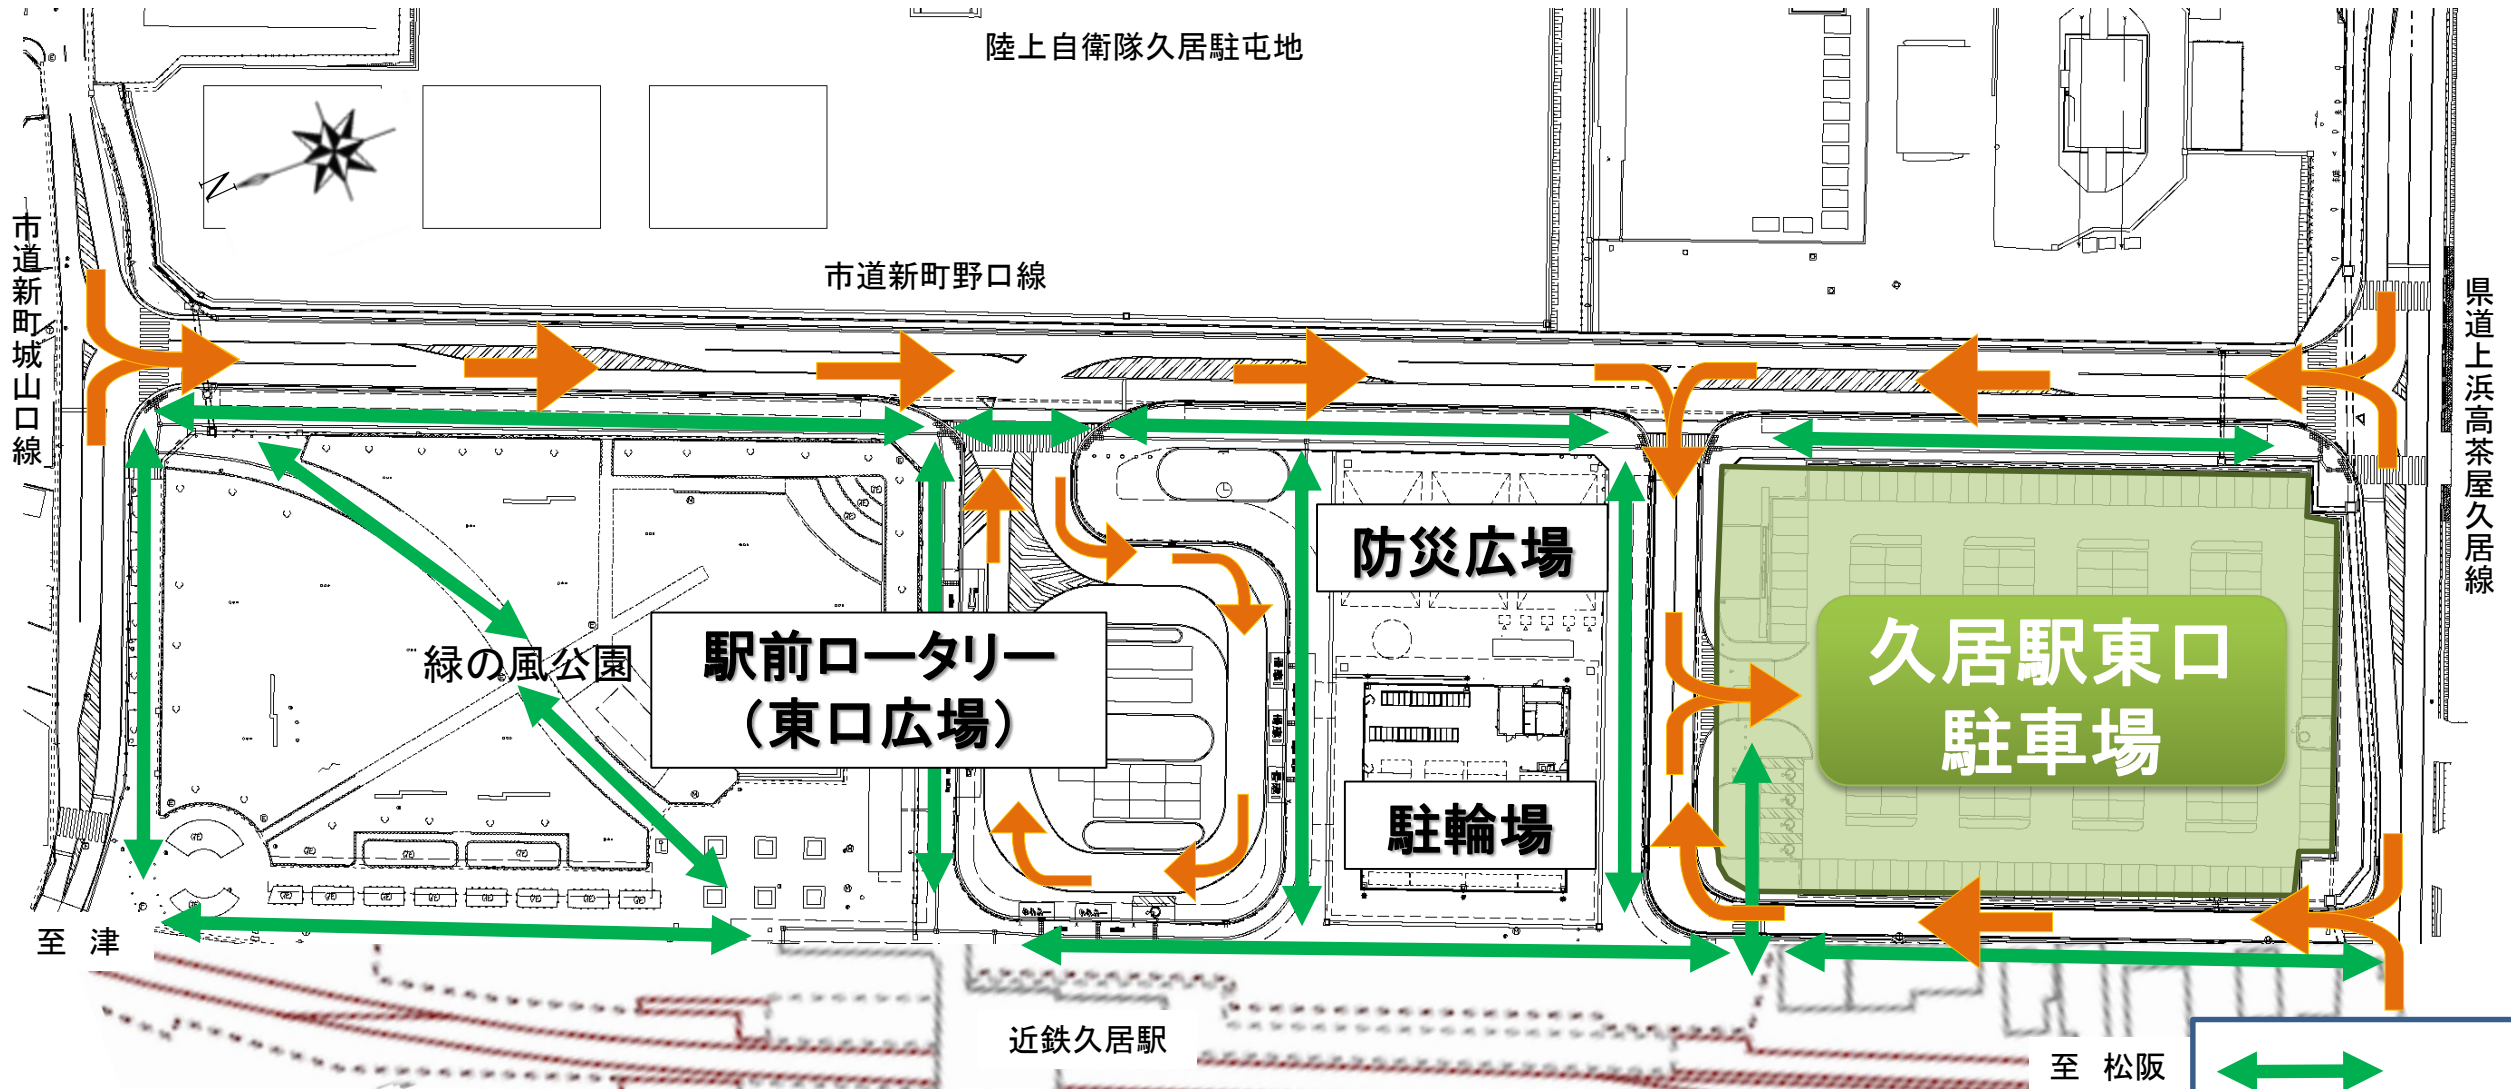 陸上自衛隊久居駐屯地
N
市道新町野口線
市道新町城山口線
県道上浜高茶屋久居線
防災広場
久居駅東口
駐車場
緑の風公園
駅前ロータリー
（東口広場）
駐輪場
至 津
近鉄久居駅
至 松阪